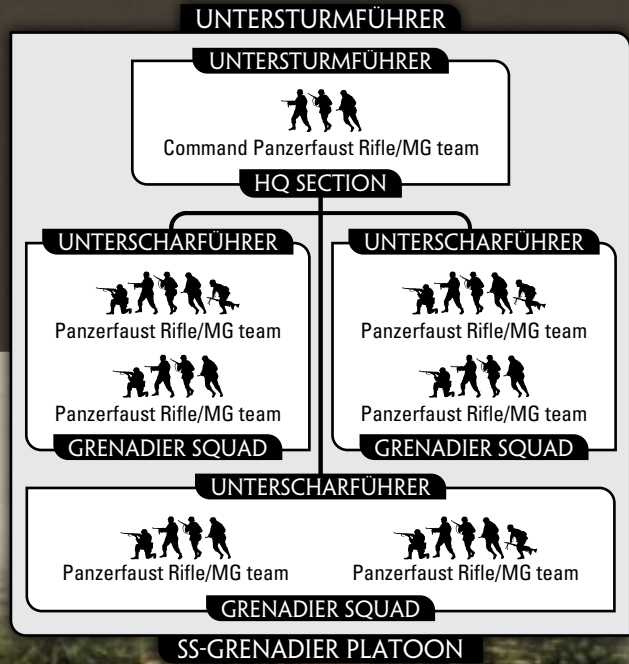 UNTERSTURMFÜHRER
UNTERSTURMFÜHRER
Command Panzerfaust Rifle/MG team
HQ SECTION
UNTERSCHARFÜHRER
Panzerfaust Rifle/MG team
Panzerfaust Rifle/MG team
GRENADIER SQUAD
UNTERSCHARFÜHRER
Panzerfaust Rifle/MG team
Panzerfaust Rifle/MG team
GRENADIER SQUAD
UNTERSCHARFÜHRER
Panzerfaust Rifle/MG team
Panzerfaust Rifle/MG team
GRENADIER SQUAD
SS-GRENADIER PLATOON